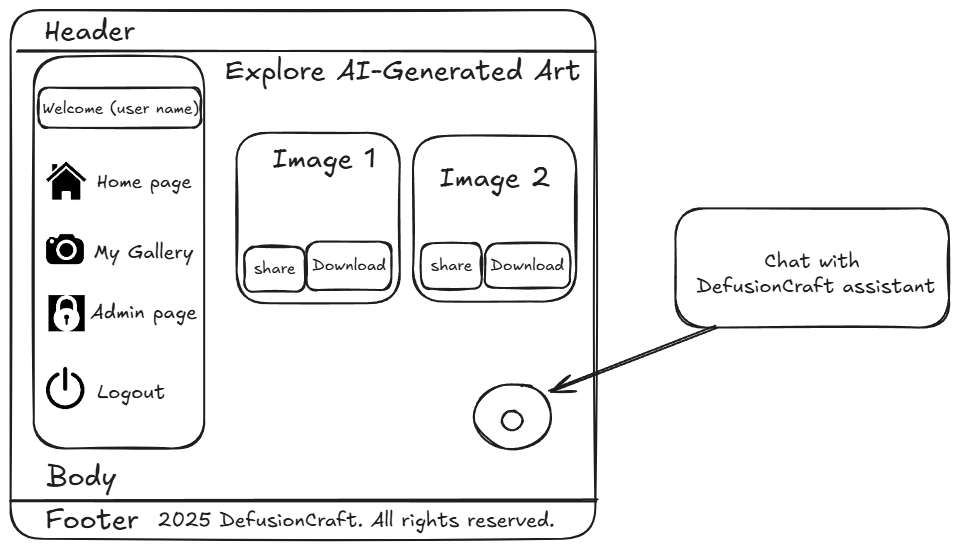 Header
Explore AI-Generated Art
Welcome (user name)
Home page
My Gallery
Admin page
Logout
Image 1
share
Download
Image 2
share
Download
Chat with
DefusionCraft assistant
Body
Footer
2025 DefusionCraft. All rights reserved.